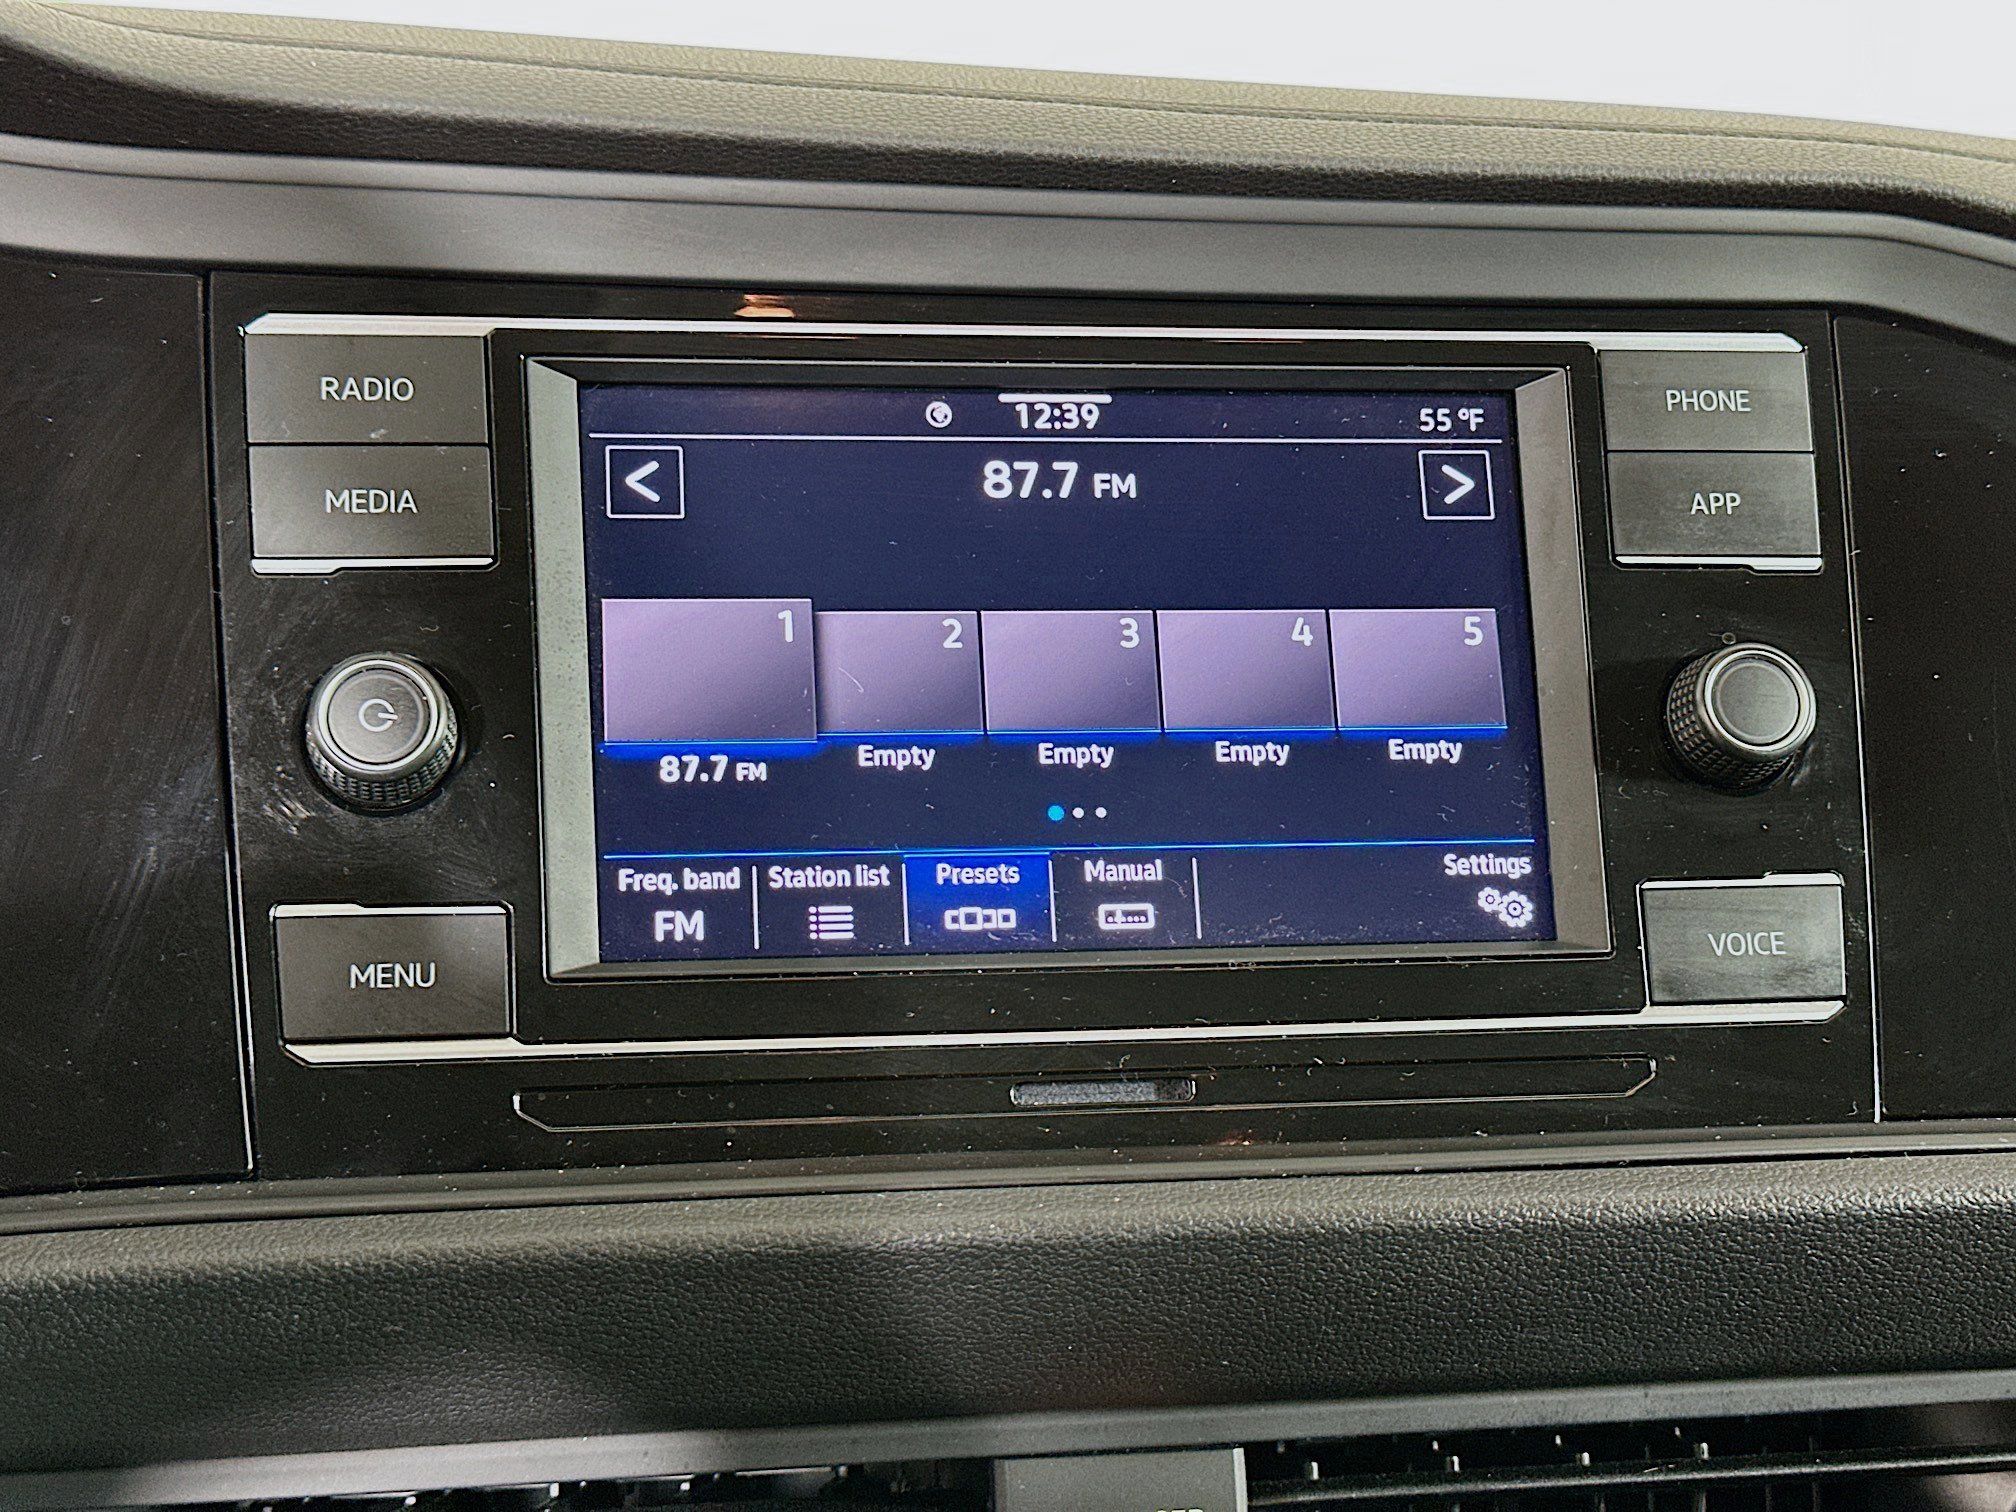 RADIO
MEDIA
MENU
PHONE
APP
VOICE
12:39
55 °F
<
87.7 FM
>
1
2
3
4
5
87.7 FM
Empty
Empty
Empty
Empty
Freq. band
FM
Station list
Presets
Manual
Settings